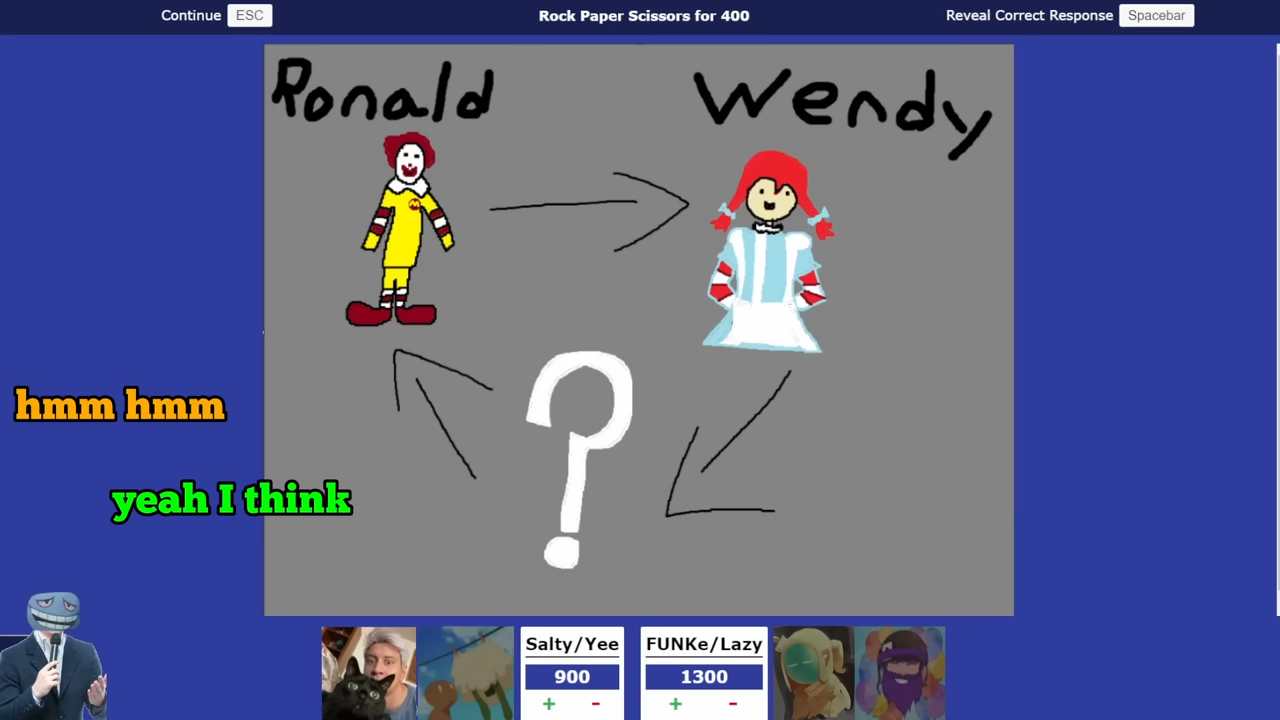 Continue ESC Rock Paper Scissors for 400 Reveal Correct Response Spacebar
Ronald Wendy
hmm hmm
yeah I think
Salty/Yee FUNKe/Lazy
900 1300
+ - + -